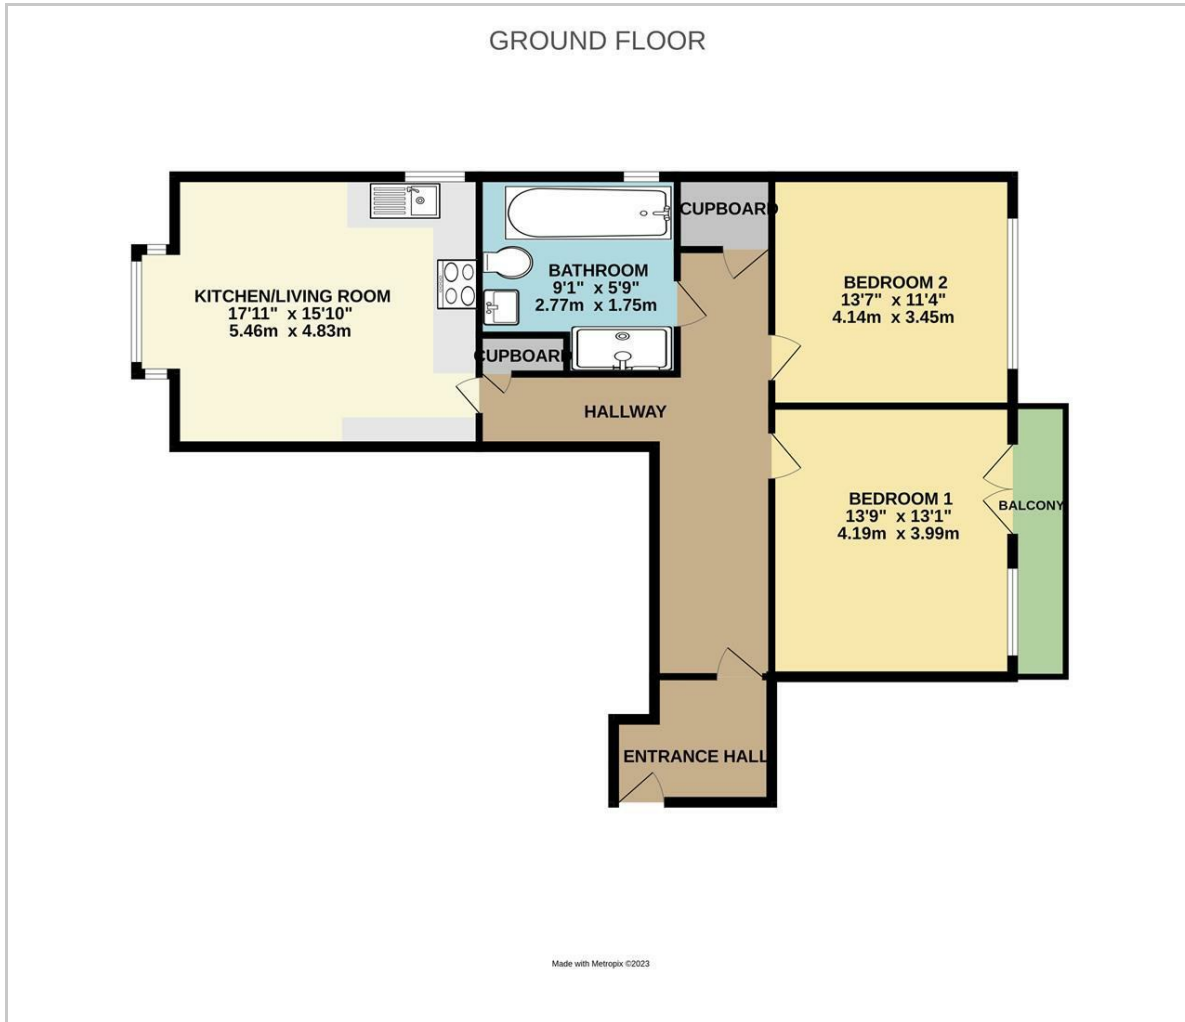 GROUND FLOOR
KITCHEN/LIVING ROOM
17'11" x 15'10"
5.46m x 4.83m
BATHROOM
9'1" x 5'9"
2.77m x 1.75m
CUPBOARD
BEDROOM 2
13'7" x 11'4"
4.14m x 3.45m
CUPBOARD
HALLWAY
BEDROOM 1
13'9" x 13'1"
4.19m x 3.99m
BALCONY
ENTRANCE HALL
Made with Metropix ©2023